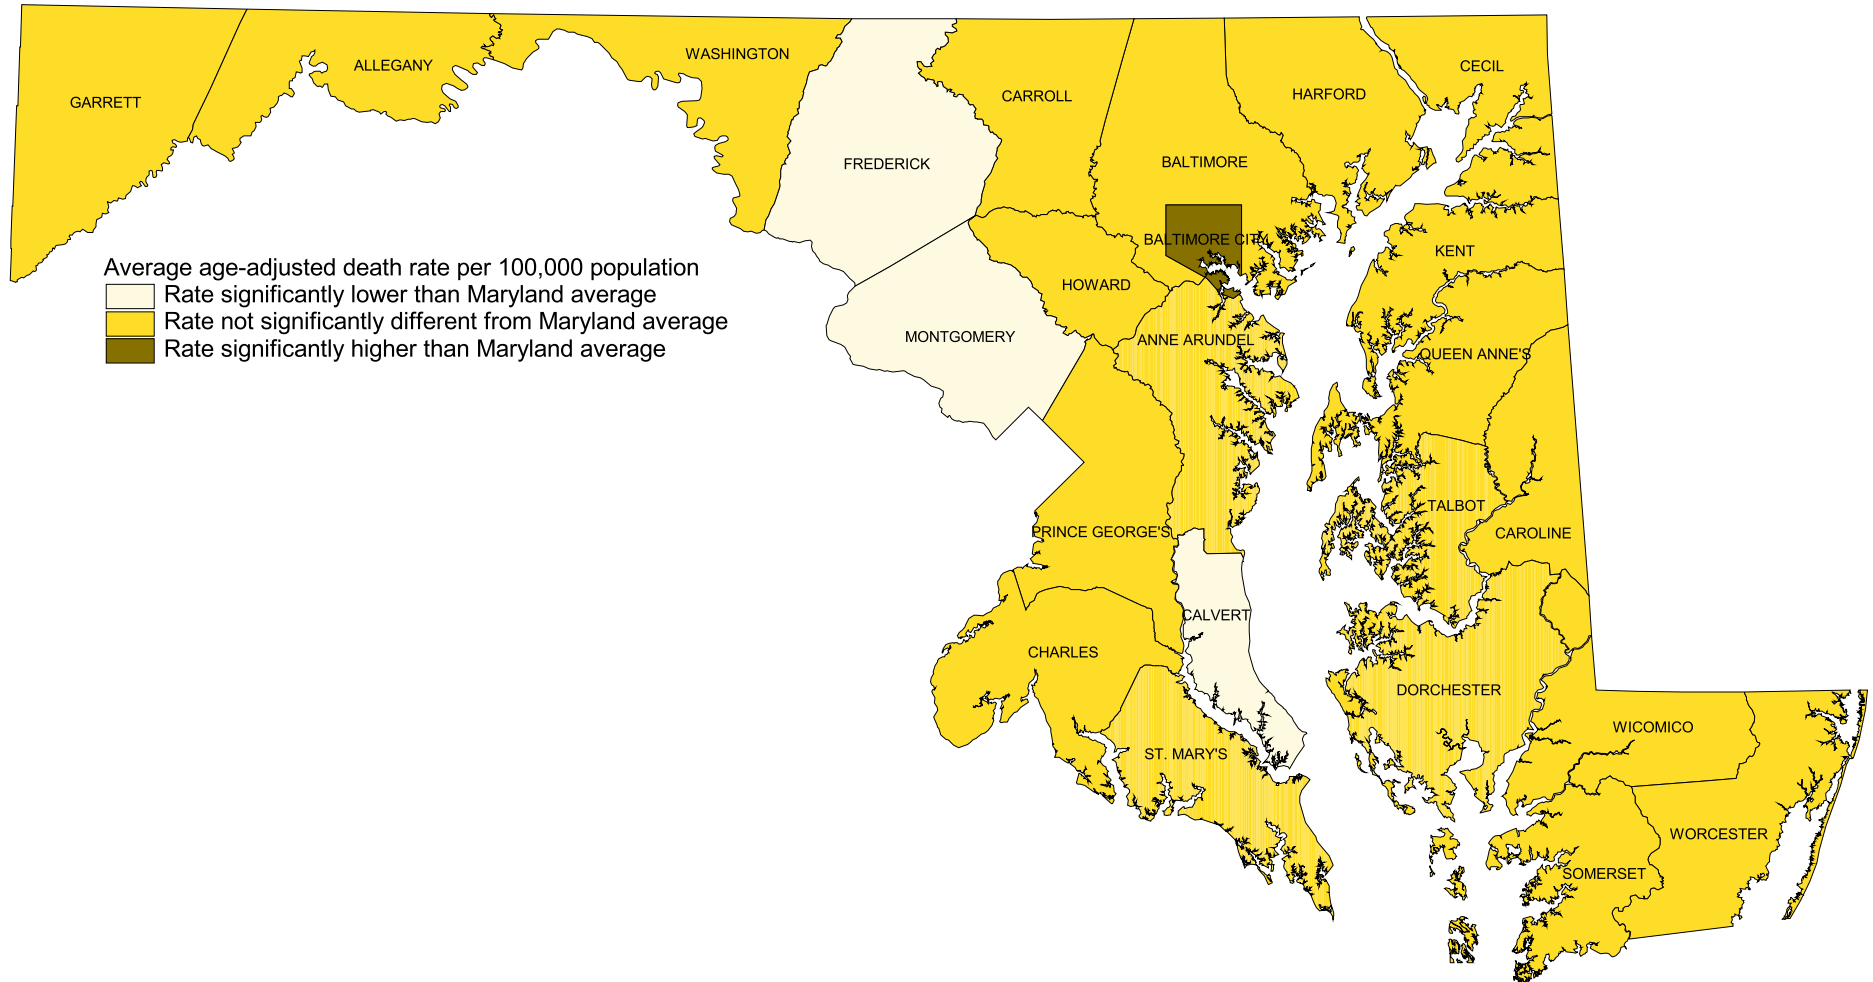 WASHINGTON
ALLEGANY
CECIL
GARRETT
CARROLL
HARFORD
FREDERICK
BALTIMORE
BALTIMORE CITY
KENT
Average age-adjusted death rate per 100,000 population
Rate significantly lower than Maryland average
Rate not significantly different from Maryland average
Rate significantly higher than Maryland average
HOWARD
MONTGOMERY
ANNE ARUNDEL
QUEEN ANNE'S
TALBOT
PRINCE GEORGE'S
CAROLINE
CALVERT
CHARLES
DORCHESTER
WICOMICO
ST. MARY'S
WORCESTER
SOMERSET